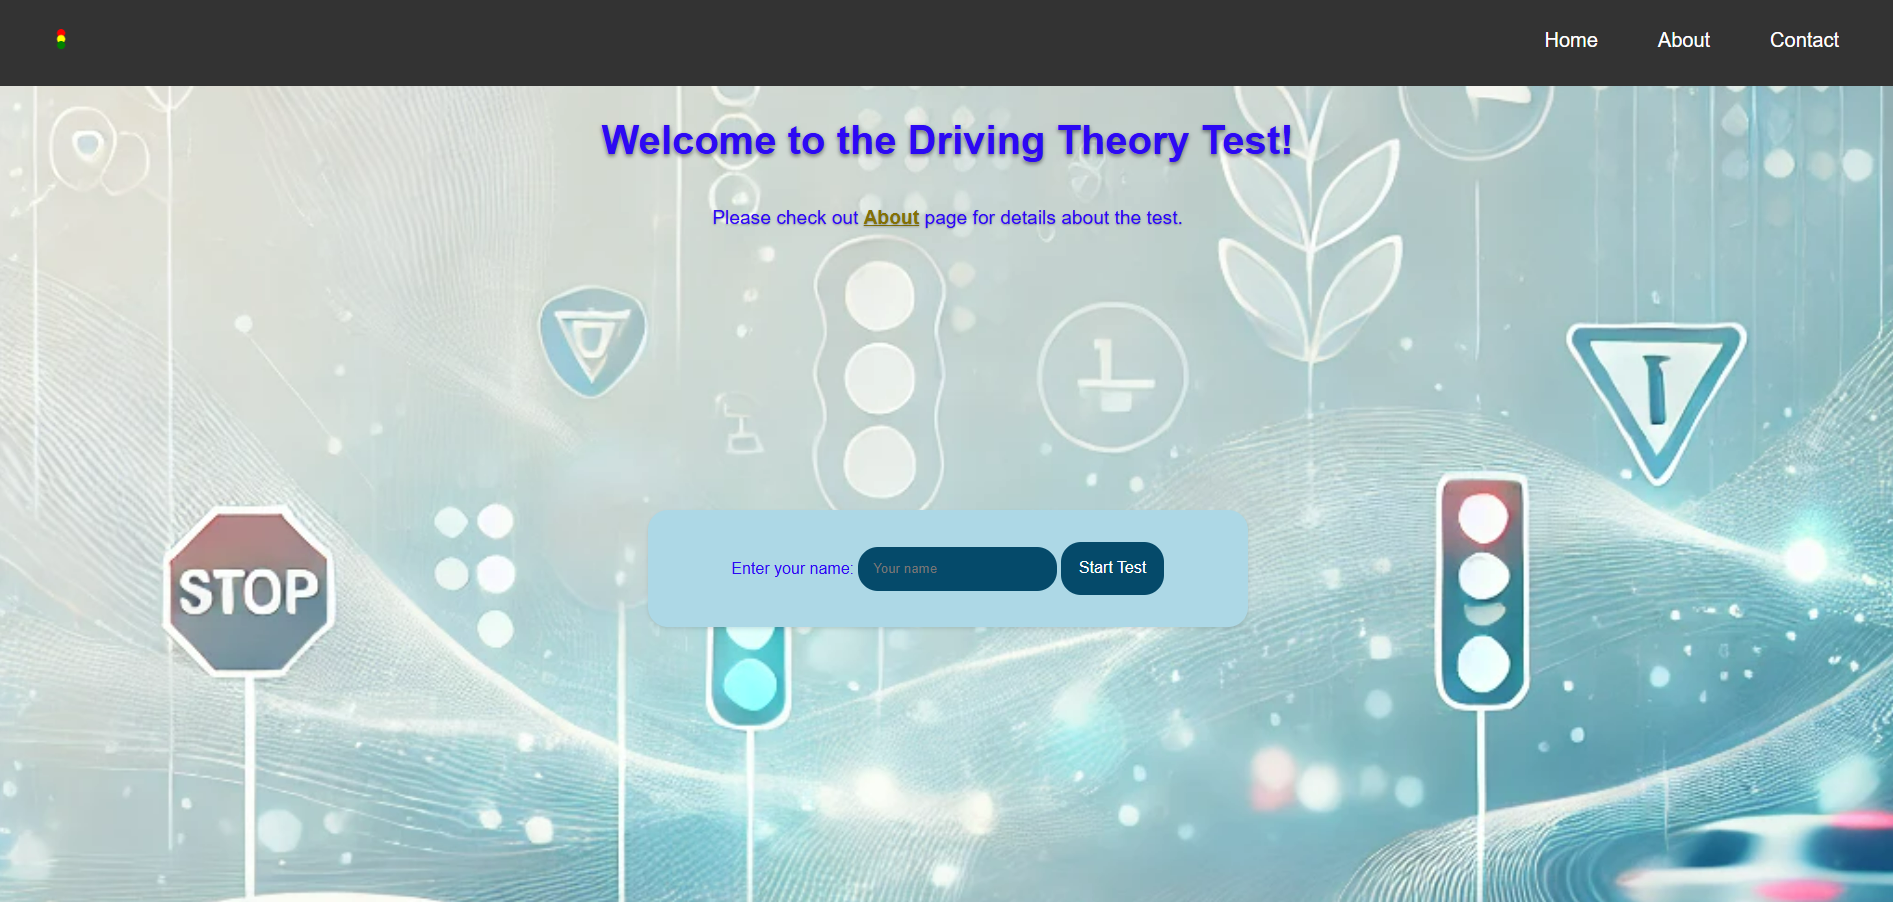 Home About Contact
Welcome to the Driving Theory Test!
Please check out About page for details about the test.
Enter your name: Your name Start Test
STOP